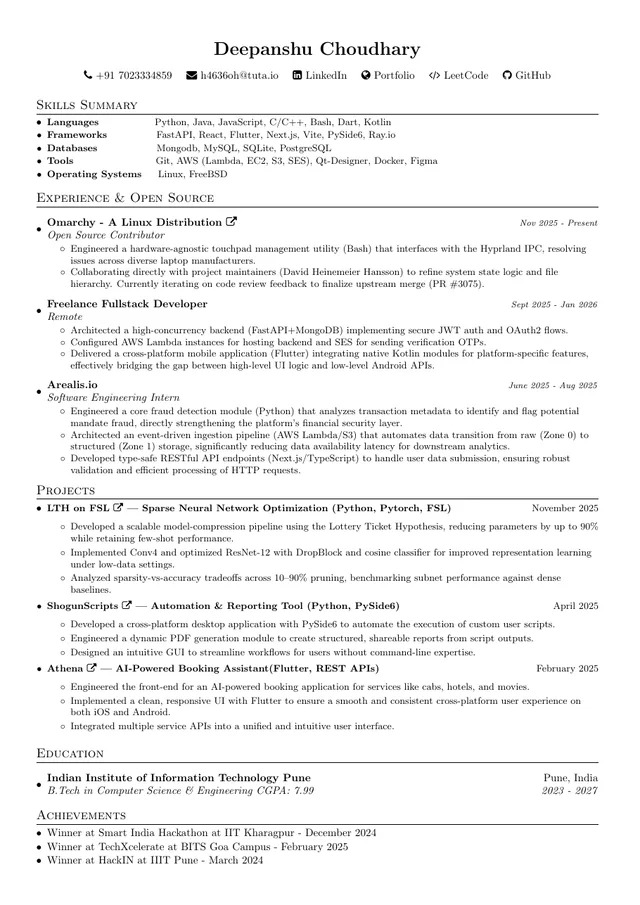 Deepanshu Choudhary
+91 7023334859 h4636oh@tuta.io LinkedIn Portfolio LeetCode GitHub
Skills Summary
• Languages Python, Java, JavaScript, C/C++, Bash, Dart, Kotlin
• Frameworks FastAPI, React, Flutter, Next.js, Vite, PySide6, Ray.io
• Databases Mongodb, MySQL, SQLite, PostgreSQL
• Tools Git, AWS (Lambda, EC2, S3, SES), Qt-Designer, Docker, Figma
• Operating Systems Linux, FreeBSD
Experience & Open Source
• Omarchy - A Linux Distribution Nov 2025 - Present
Open Source Contributor
◦ Engineered a hardware-agnostic touchpad management utility (Bash) that interfaces with the Hyprland IPC, resolving
issues across diverse laptop manufacturers.
◦ Collaborating directly with project maintainers (David Heinemeier Hansson) to refine system state logic and file
hierarchy. Currently iterating on code review feedback to finalize upstream merge (PR #3075).
• Freelance Fullstack Developer Sept 2025 - Jan 2026
Remote
◦ Architected a high-concurrency backend (FastAPI+MongoDB) implementing secure JWT auth and OAuth2 flows.
◦ Configured AWS Lambda instances for hosting backend and SES for sending verification OTPs.
◦ Delivered a cross-platform mobile application (Flutter) integrating native Kotlin modules for platform-specific features,
effectively bridging the gap between high-level UI logic and low-level Android APIs.
• Arealis.io June 2025 - Aug 2025
Software Engineering Intern
◦ Engineered a core fraud detection module (Python) that analyzes transaction metadata to identify and flag potential
mandate fraud, directly strengthening the platform's financial security layer.
◦ Architected an event-driven ingestion pipeline (AWS Lambda/S3) that automates data transition from raw (Zone 0) to
structured (Zone 1) storage, significantly reducing data availability latency for downstream analytics.
◦ Developed type-safe RESTful API endpoints (Next.js/TypeScript) to handle user data submission, ensuring robust
validation and efficient processing of HTTP requests.
Projects
• LTH on FSL — Sparse Neural Network Optimization (Python, Pytorch, FSL) November 2025
◦ Developed a scalable model-compression pipeline using the Lottery Ticket Hypothesis, reducing parameters by up to 90%
while retaining few-shot performance.
◦ Implemented Conv4 and optimized ResNet-12 with DropBlock and cosine classifier for improved representation learning
under low-data settings.
◦ Analyzed sparsity-vs-accuracy tradeoffs across 10–90% pruning, benchmarking subnet performance against dense
baselines.
• ShogunScripts — Automation & Reporting Tool (Python, PySide6) April 2025
◦ Developed a cross-platform desktop application with PySide6 to automate the execution of custom user scripts.
◦ Engineered a dynamic PDF generation module to create structured, shareable reports from script outputs.
◦ Designed an intuitive GUI to streamline workflows for users without command-line expertise.
• Athena — AI-Powered Booking Assistant(Flutter, REST APIs) February 2025
◦ Engineered the front-end for an AI-powered booking application for services like cabs, hotels, and movies.
◦ Implemented a clean, responsive UI with Flutter to ensure a smooth and consistent cross-platform user experience on
both iOS and Android.
◦ Integrated multiple service APIs into a unified and intuitive user interface.
Education
• Indian Institute of Information Technology Pune Pune, India
B.Tech in Computer Science & Engineering CGPA: 7.99 2023 - 2027
Achievements
• Winner at Smart India Hackathon at IIT Kharagpur - December 2024
• Winner at TechXcelerate at BITS Goa Campus - February 2025
• Winner at HackIN at IIIT Pune - March 2024